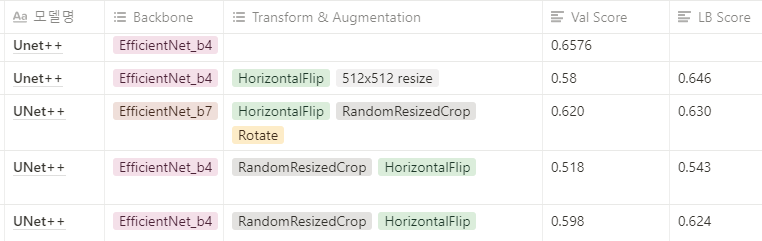 Aa 모델명 Backbone Transform & Augmentation Val Score LB Score
Unet++ EfficientNet_b4 0.6576
Unet++ EfficientNet_b4 HorizontalFlip 512x512 resize 0.58 0.646
UNet++ EfficientNet_b7 HorizontalFlip RandomResizedCrop 0.620 0.630
Rotate
UNet++ EfficientNet_b4 RandomResizedCrop HorizontalFlip 0.518 0.543
UNet++ EfficientNet_b4 RandomResizedCrop HorizontalFlip 0.598 0.624